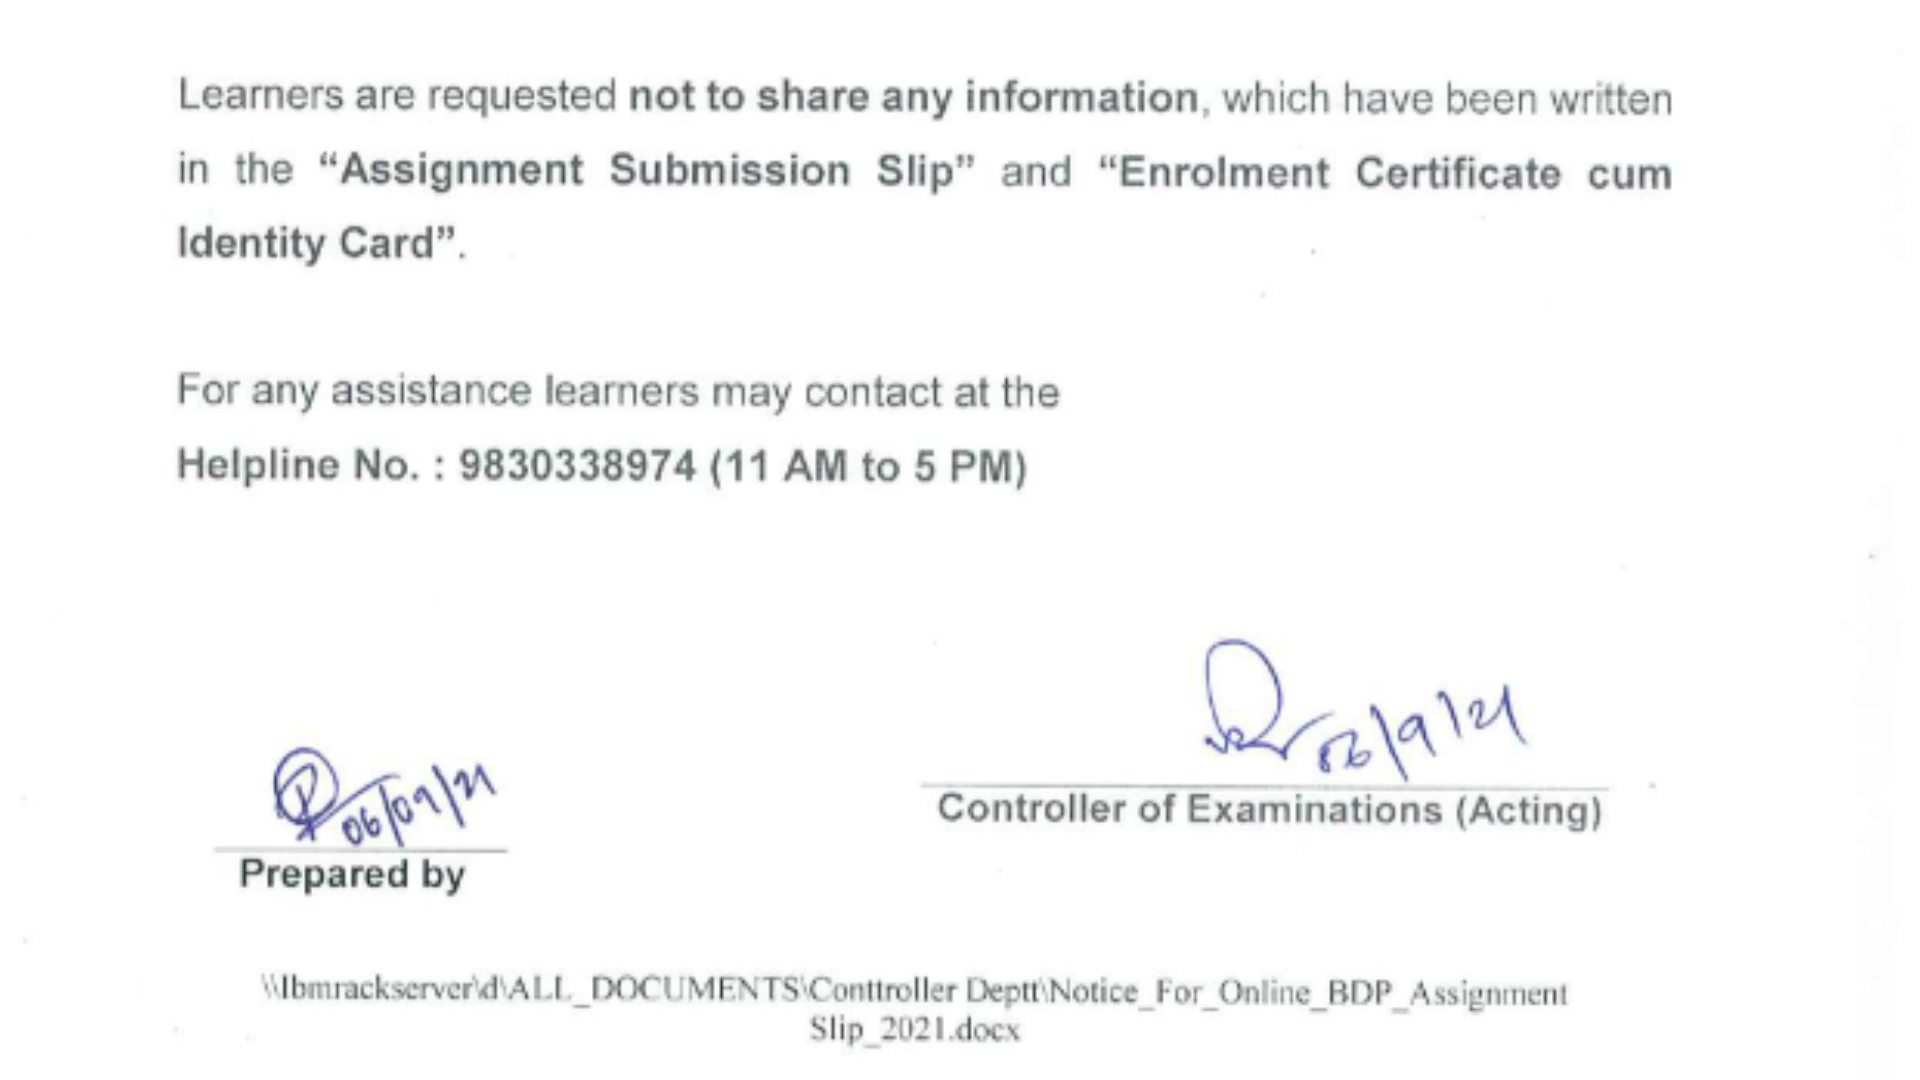 Learners are requested not to share any information, which have been written
in the “Assignment Submission Slip” and “Enrolment Certificate cum
Identity Card”.
For any assistance learners may contact at the
Helpline No. : 9830338974 (11 AM to 5 PM)
06/9/21
06/09/21
Controller of Examinations (Acting)
Prepared by
\\Ibmrackserver\d\ALL_DOCUMENTS\Conttroller Deptt\Notice_For_Online_BDP_Assignment
Slip_2021.docx